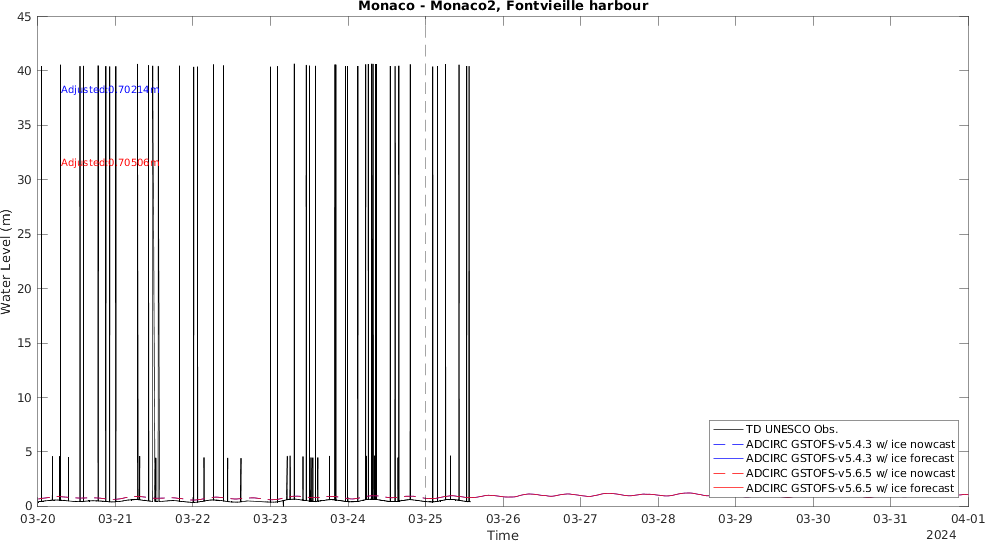 Monaco - Monaco2, Fontvieille harbour
Water Level (m)
45
40
35
30
25
20
15
10
5
0
Adjusted:0.70214m
Adjusted:0.70506m
TD UNESCO Obs.
ADCIRC GSTOFS-v5.4.3 w/ ice nowcast
ADCIRC GSTOFS-v5.4.3 w/ ice forecast
ADCIRC GSTOFS-v5.6.5 w/ ice nowcast
ADCIRC GSTOFS-v5.6.5 w/ ice forecast
03-20 03-21 03-22 03-23 03-24 03-25 03-26 03-27 03-28 03-29 03-30 03-31 04-01
Time
2024